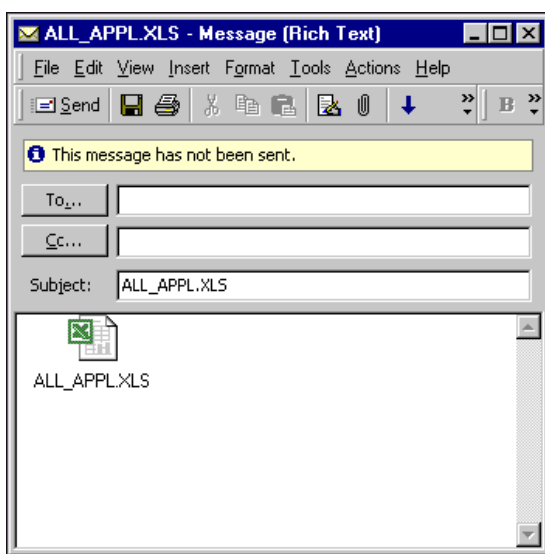 ALL_APPL.XLS - Message (Rich Text)
File Edit View Insert Format Tools Actions Help
Send B
This message has not been sent.
To...
Cc...
Subject: ALL_APPL.XLS
ALL_APPL.XLS